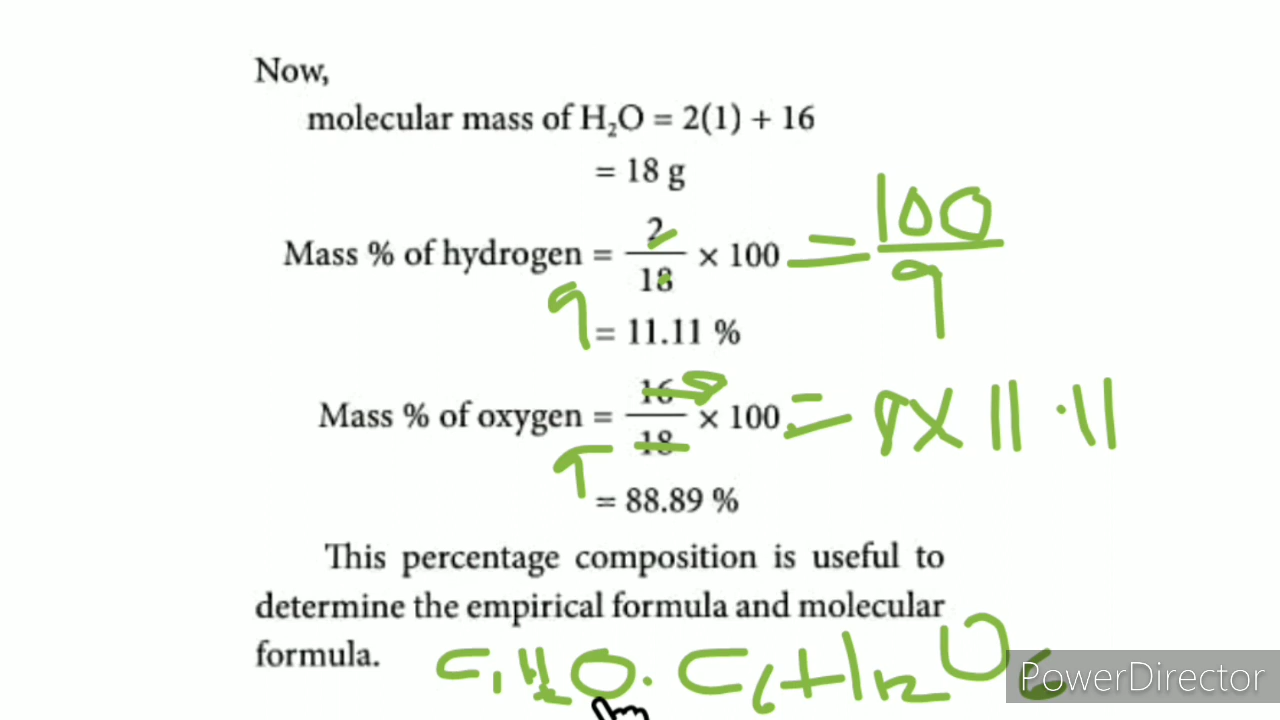 Now,
molecular mass of H₂O = 2(1) + 16
= 18 g
Mass % of hydrogen = 2/18 × 100 = 100/9
9
= 11.11 %
Mass % of oxygen = 16/18 × 100 = 8 × 11.11
8
9
= 88.89 %
This percentage composition is useful to
determine the empirical formula and molecular
formula. C₁H₂O. C₆H₁₂O₆
PowerDirector